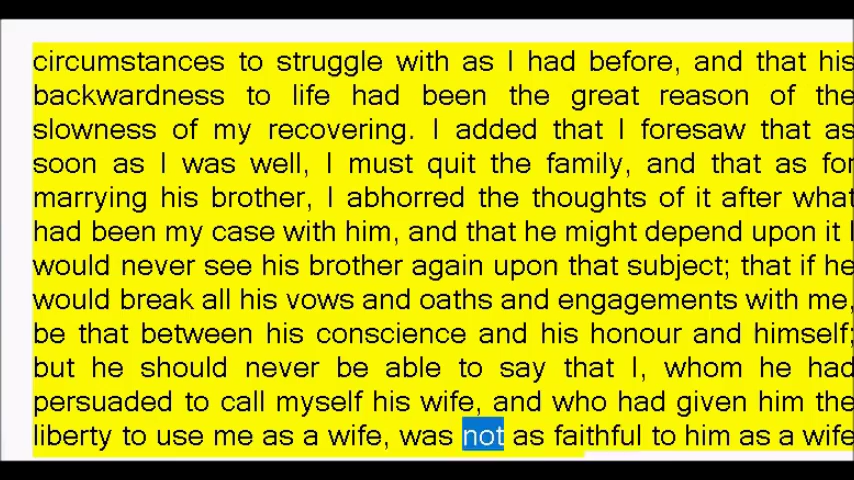 circumstances to struggle with as I had before, and that his
backwardness to life had been the great reason of the
slowness of my recovering. I added that I foresaw that as
soon as I was well, I must quit the family, and that as for
marrying his brother, I abhorred the thoughts of it after what
had been my case with him, and that he might depend upon it I
would never see his brother again upon that subject; that if he
would break all his vows and oaths and engagements with me,
be that between his conscience and his honour and himself;
but he should never be able to say that I, whom he had
persuaded to call myself his wife, and who had given him the
liberty to use me as a wife, was not as faithful to him as a wife